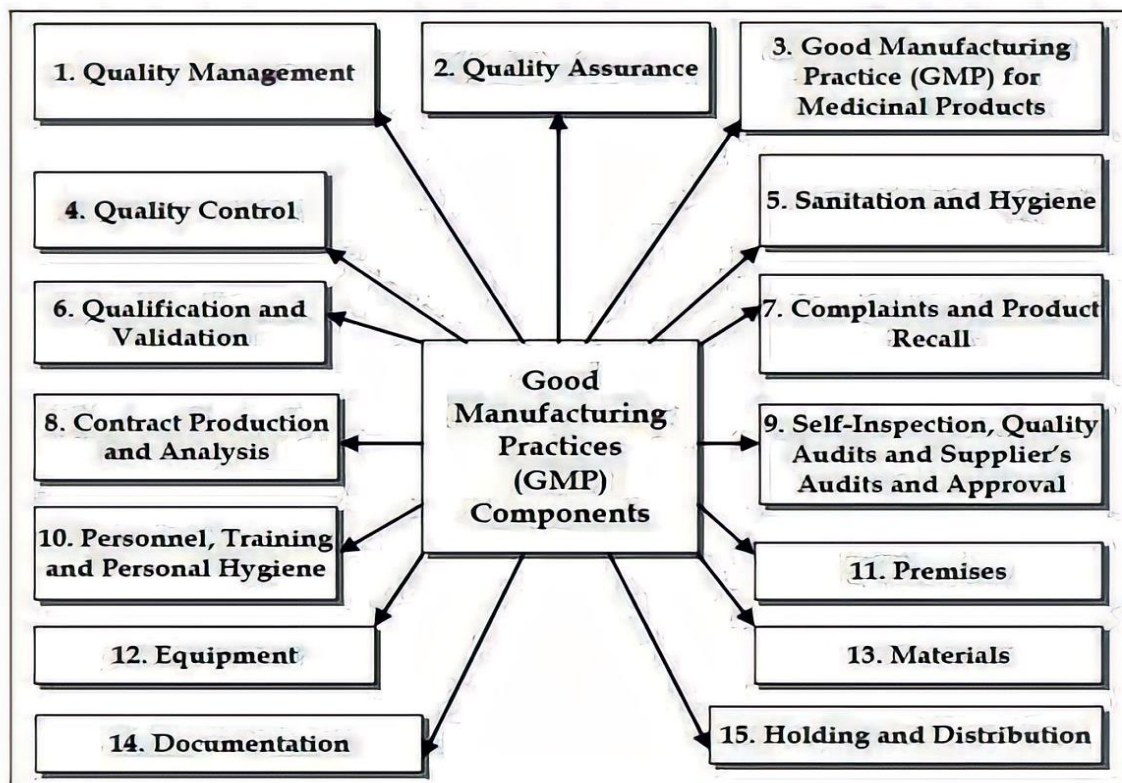 1. Quality Management
2. Quality Assurance
3. Good Manufacturing
Practice (GMP) for
Medicinal Products
4. Quality Control
5. Sanitation and Hygiene
6. Qualification and
Validation
7. Complaints and Product
Recall
Good
Manufacturing
Practices
(GMP)
Components
8. Contract Production
and Analysis
9. Self-Inspection, Quality
Audits and Supplier's
Audits and Approval
10. Personnel, Training
and Personal Hygiene
11. Premises
12. Equipment
13. Materials
14. Documentation
15. Holding and Distribution